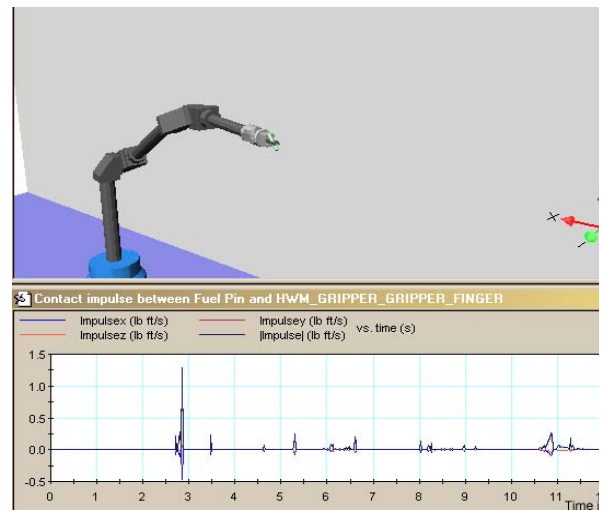 X
Y
Contact impulse between Fuel Pin and HWM_GRIPPER_GRIPPER_FINGER
Impulsex (lb ft/s) Impulsey (lb ft/s) vs. time (s)
Impulsez (lb ft/s) |Impulse| (lb ft/s)
1.5
1.0
0.5
0.0
-0.5
0 1 2 3 4 5 6 7 8 9 10 11
Time